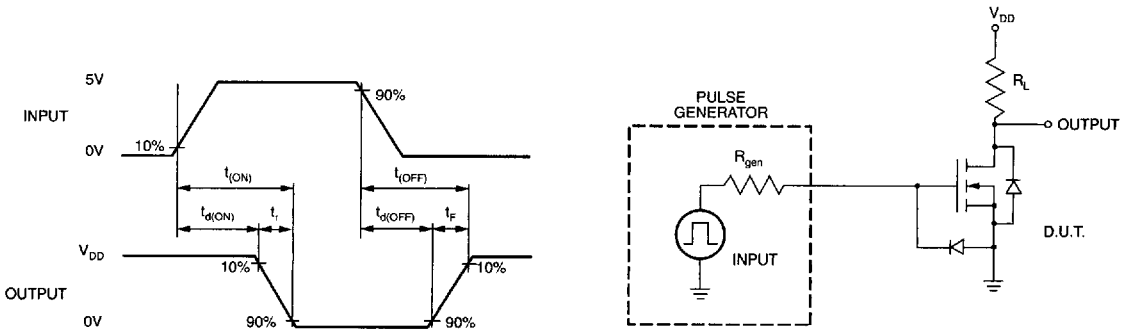 5V
INPUT
0V
10%
90%
t(ON)
t(OFF)
td(ON)
tr
td(OFF)
tF
VDD
OUTPUT
0V
10%
90%
90%
10%
PULSE
GENERATOR
Rgen
INPUT
VDD
RL
OUTPUT
D.U.T.